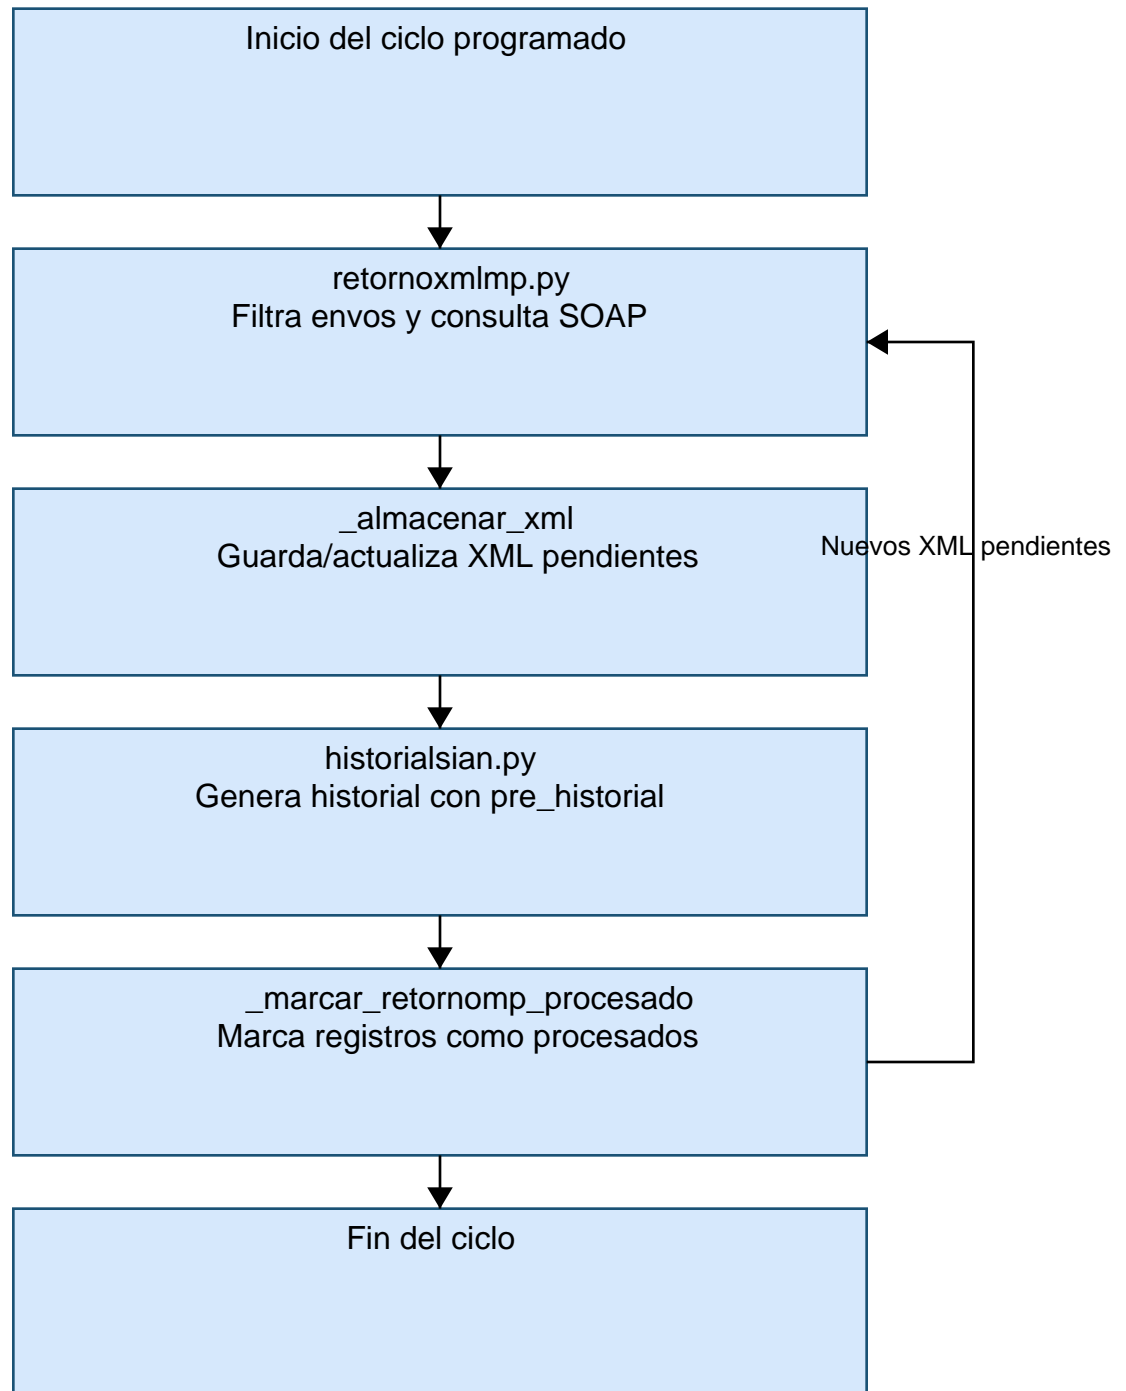 Inicio del ciclo programado
retornoxmlmp.py
Filtra envos y consulta SOAP
_almacenar_xml
Guarda/actualiza XML pendientes
Nuevos XML pendientes
historialsian.py
Genera historial con pre_historial
_marcar_retornomp_procesado
Marca registros como procesados
Fin del ciclo